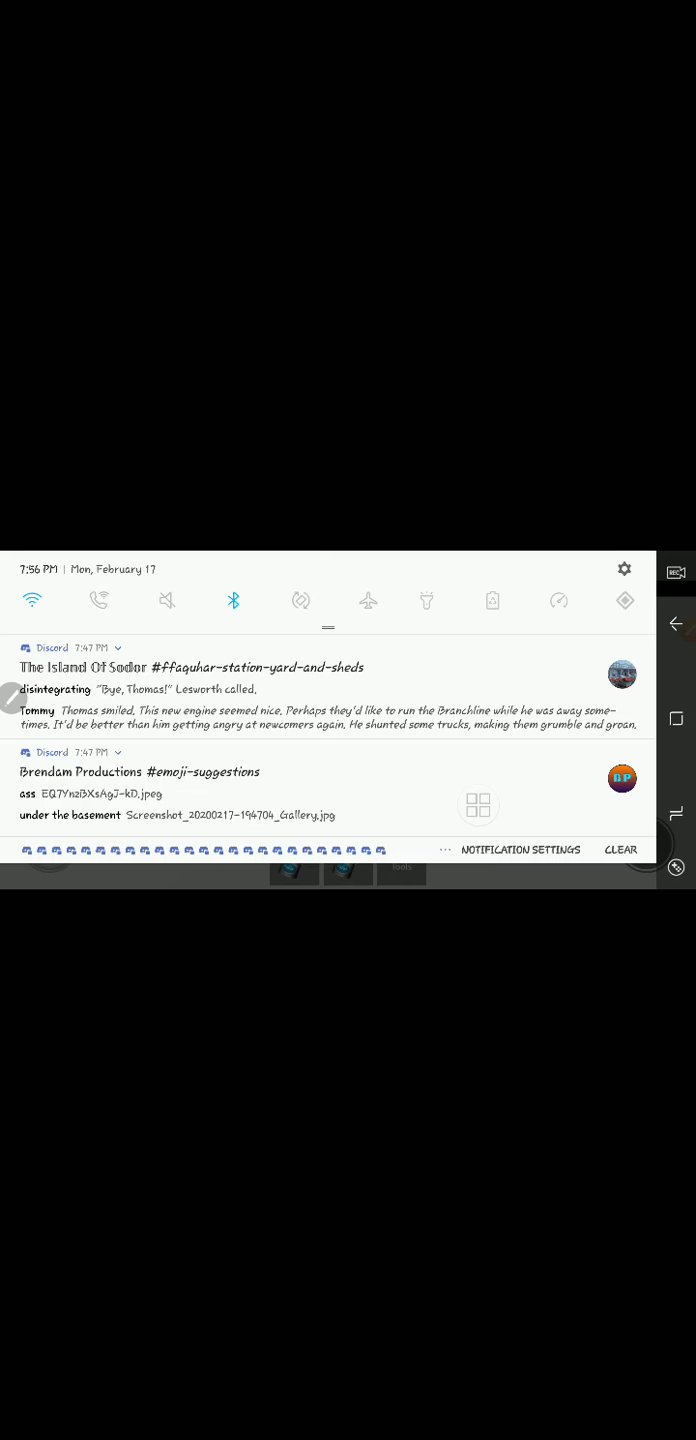 7:56 PM | Mon, February 17
REC
Discord 7:47 PM
The Island Of Sodor #ffaquhar-station-yard-and-sheds
disintegrating "Bye, Thomas!" Lesworth called.
Tommy Thomas smiled. This new engine seemed nice. Perhaps they'd like to run the Branchline while he was away some-
times. It'd be better than him getting angry at newcomers again. He shunted some trucks, making them grumble and groan.
Discord 7:47 PM
Brendam Productions #emoji-suggestions
DP
ass EQ7YnzBXsAgJ-kD.jpeg
under the basement Screenshot_20200217-194704_Gallery.jpg
... NOTIFICATION SETTINGS CLEAR
Tools